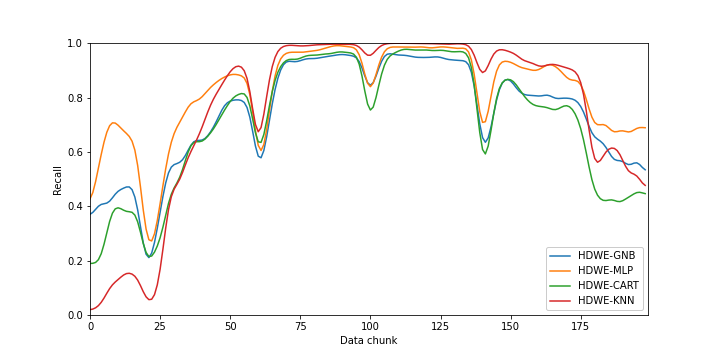 1.0
0.8
0.6
0.4
0.2
0.0
Recall
0 25 50 75 100 125 150 175
Data chunk
HDWE-GNB
HDWE-MLP
HDWE-CART
HDWE-KNN